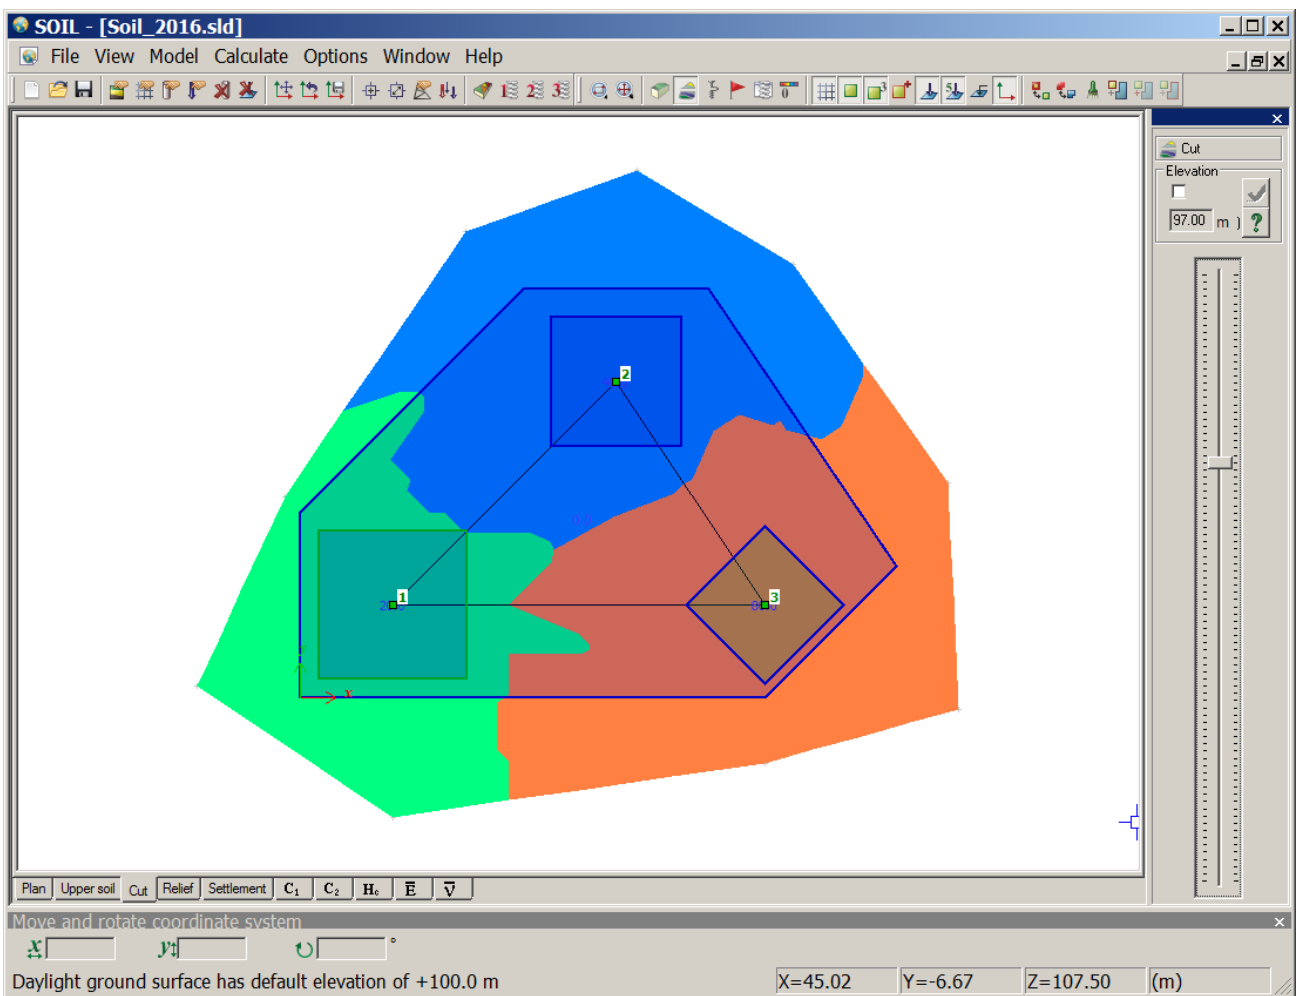 SOIL - [Soil_2016.sld]
File View Model Calculate Options Window Help
Cut
Elevation
97.00 m )
2
1
3
x
Plan Upper soil Cut Relief Settlement C1 C2 Hc E V
Move and rotate coordinate system
x y °
Daylight ground surface has default elevation of +100.0 m X=45.02 Y=-6.67 Z=107.50 (m)